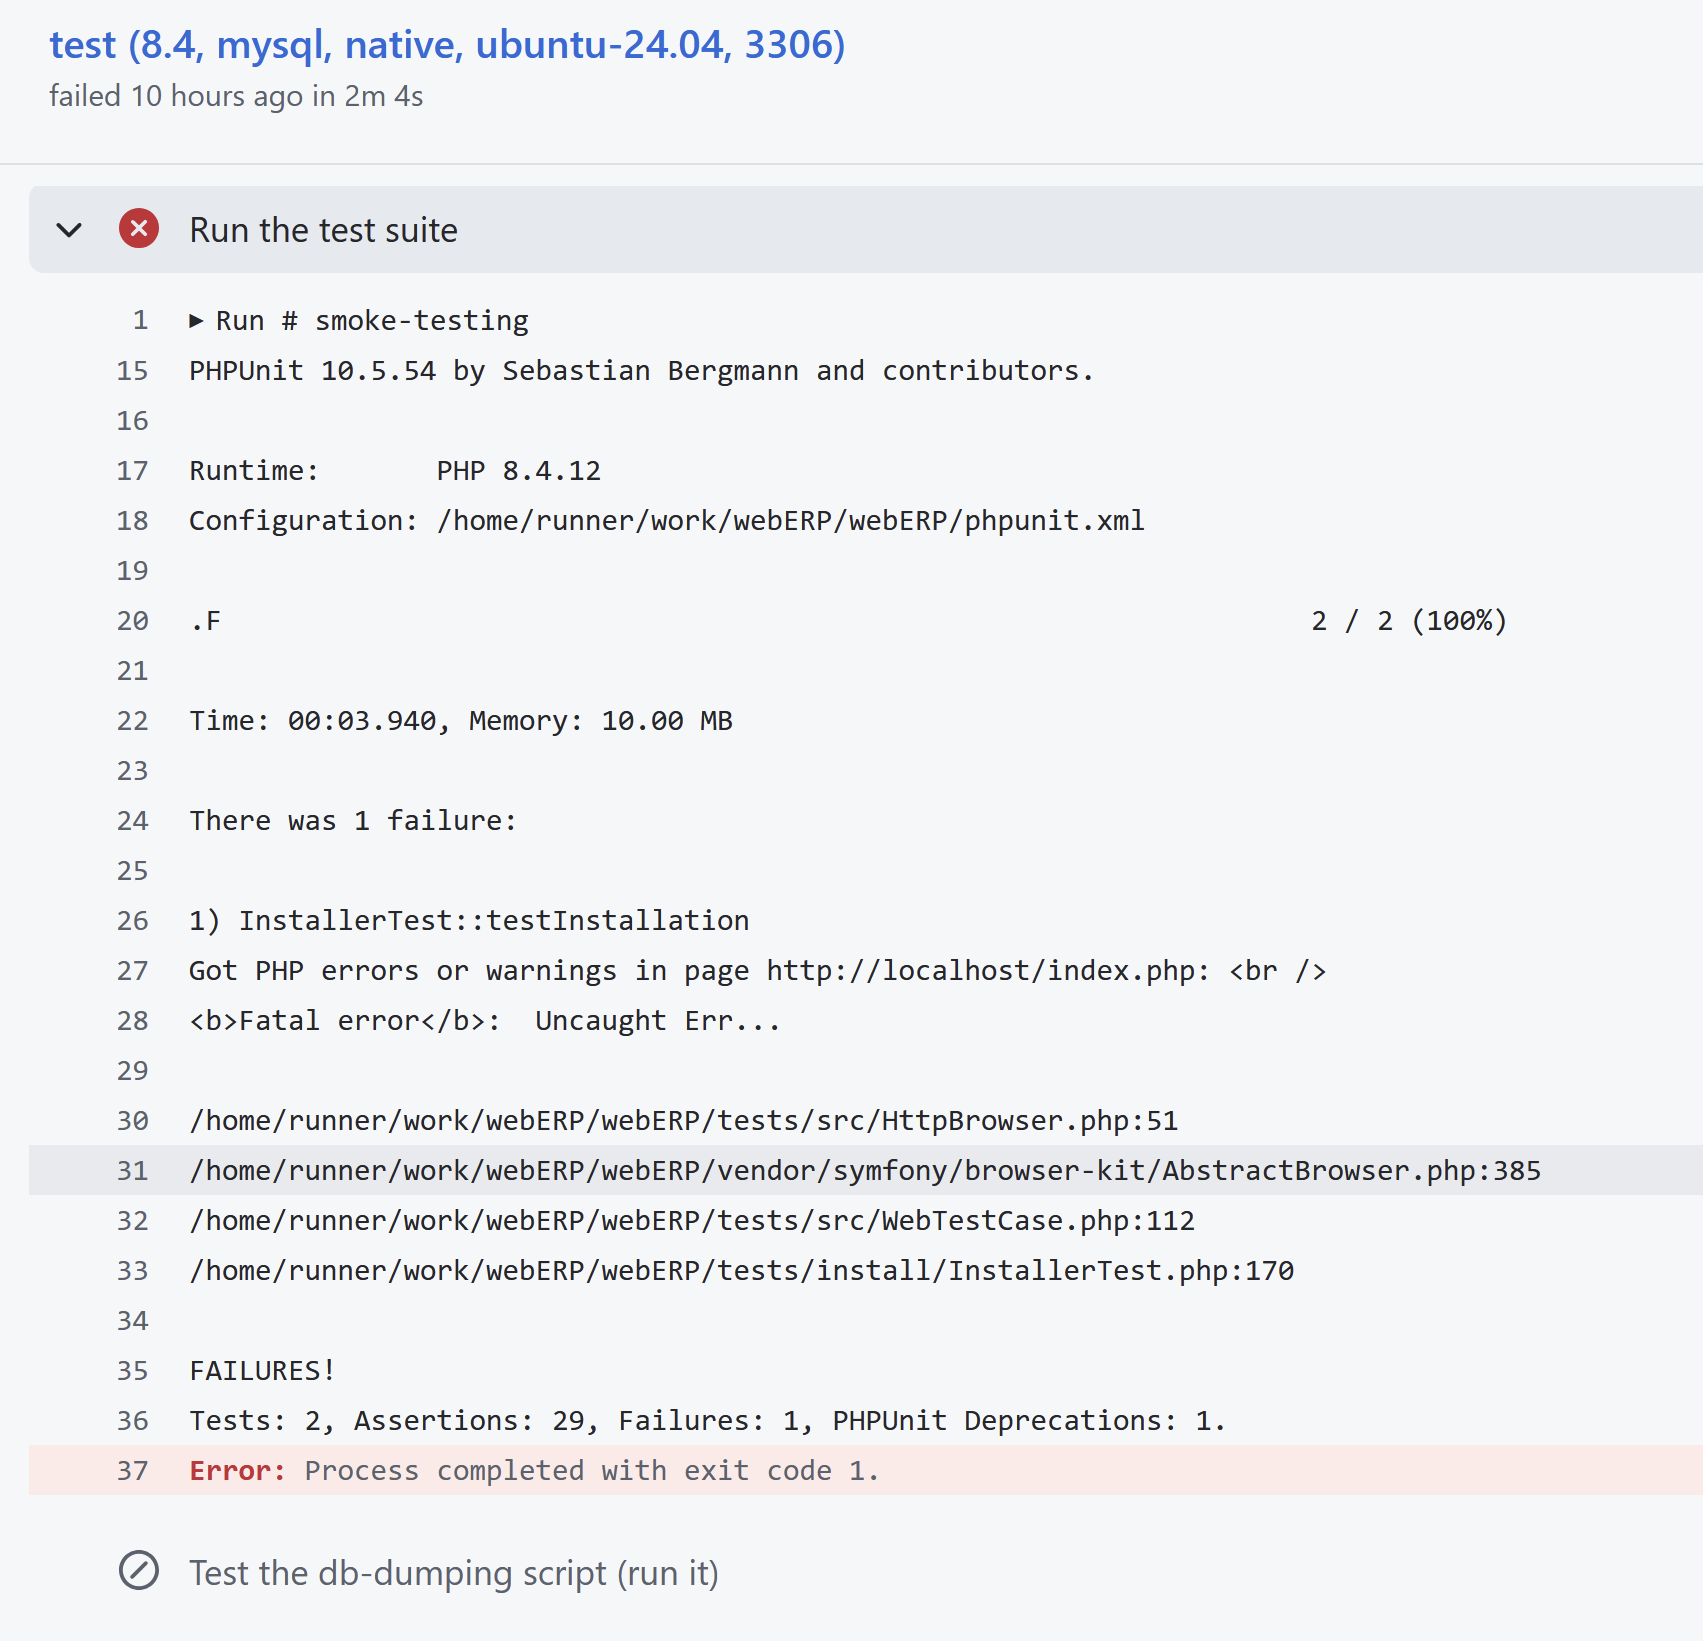 test (8.4, mysql, native, ubuntu-24.04, 3306)
failed 10 hours ago in 2m 4s
Run the test suite
1 ▶ Run # smoke-testing
15 PHPUnit 10.5.54 by Sebastian Bergmann and contributors.
16
17 Runtime:       PHP 8.4.12
18 Configuration: /home/runner/work/webERP/webERP/phpunit.xml
19
20 .F                                                                  2 / 2 (100%)
21
22 Time: 00:03.940, Memory: 10.00 MB
23
24 There was 1 failure:
25
26 1) InstallerTest::testInstallation
27 Got PHP errors or warnings in page http://localhost/index.php: <br />
28 <b>Fatal error</b>:  Uncaught Err...
29
30 /home/runner/work/webERP/webERP/tests/src/HttpBrowser.php:51
31 /home/runner/work/webERP/webERP/vendor/symfony/browser-kit/AbstractBrowser.php:385
32 /home/runner/work/webERP/webERP/tests/src/WebTestCase.php:112
33 /home/runner/work/webERP/webERP/tests/install/InstallerTest.php:170
34
35 FAILURES!
36 Tests: 2, Assertions: 29, Failures: 1, PHPUnit Deprecations: 1.
37 Error: Process completed with exit code 1.
Test the db-dumping script (run it)